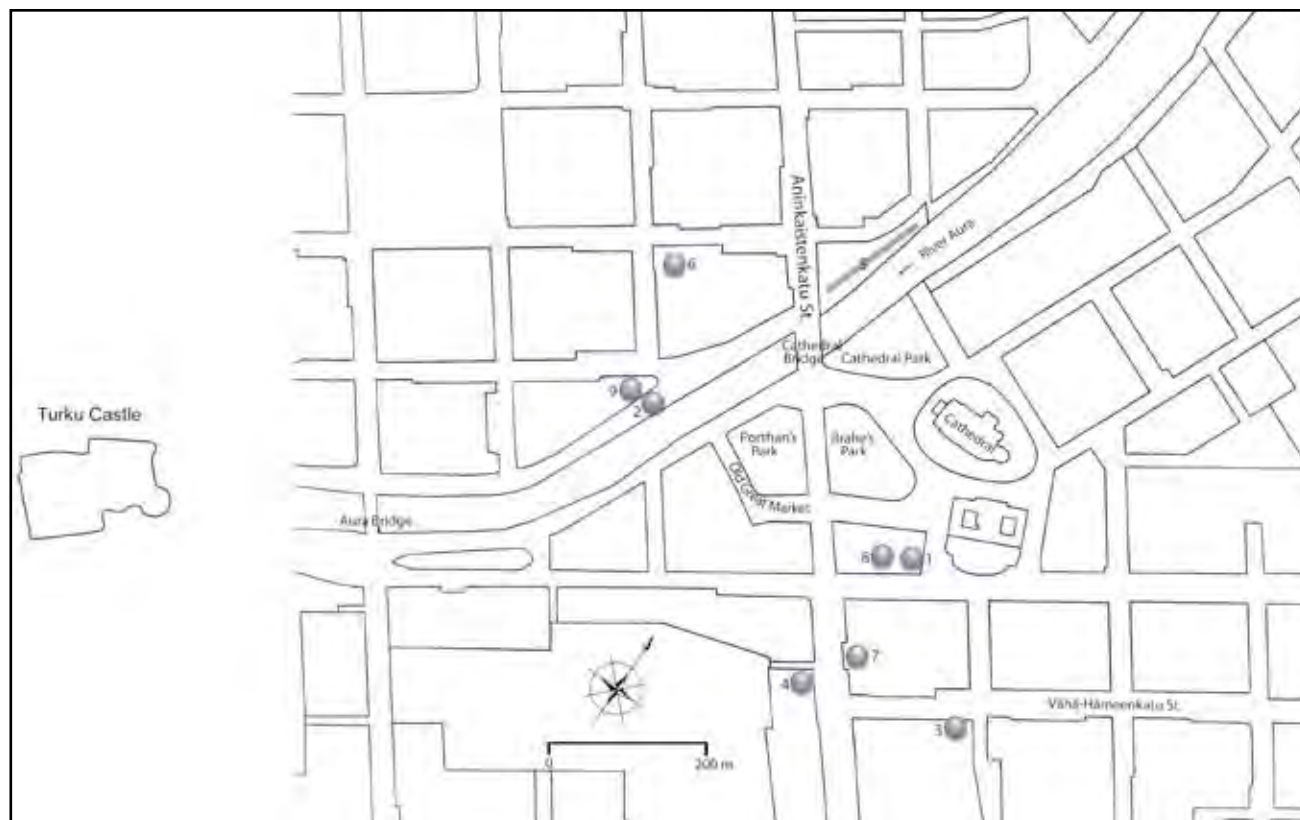 Aninkaistenkatu St.
5
River Aura
6
Cathedral
Bridge
Cathedral Park
9
2
Turku Castle
Porthan's
Park
Brahe's
Park
Cathedral
Old Great Market
Aura Bridge
8
1
7
4
Vähä-Hämeenkatu St.
3
0
200 m